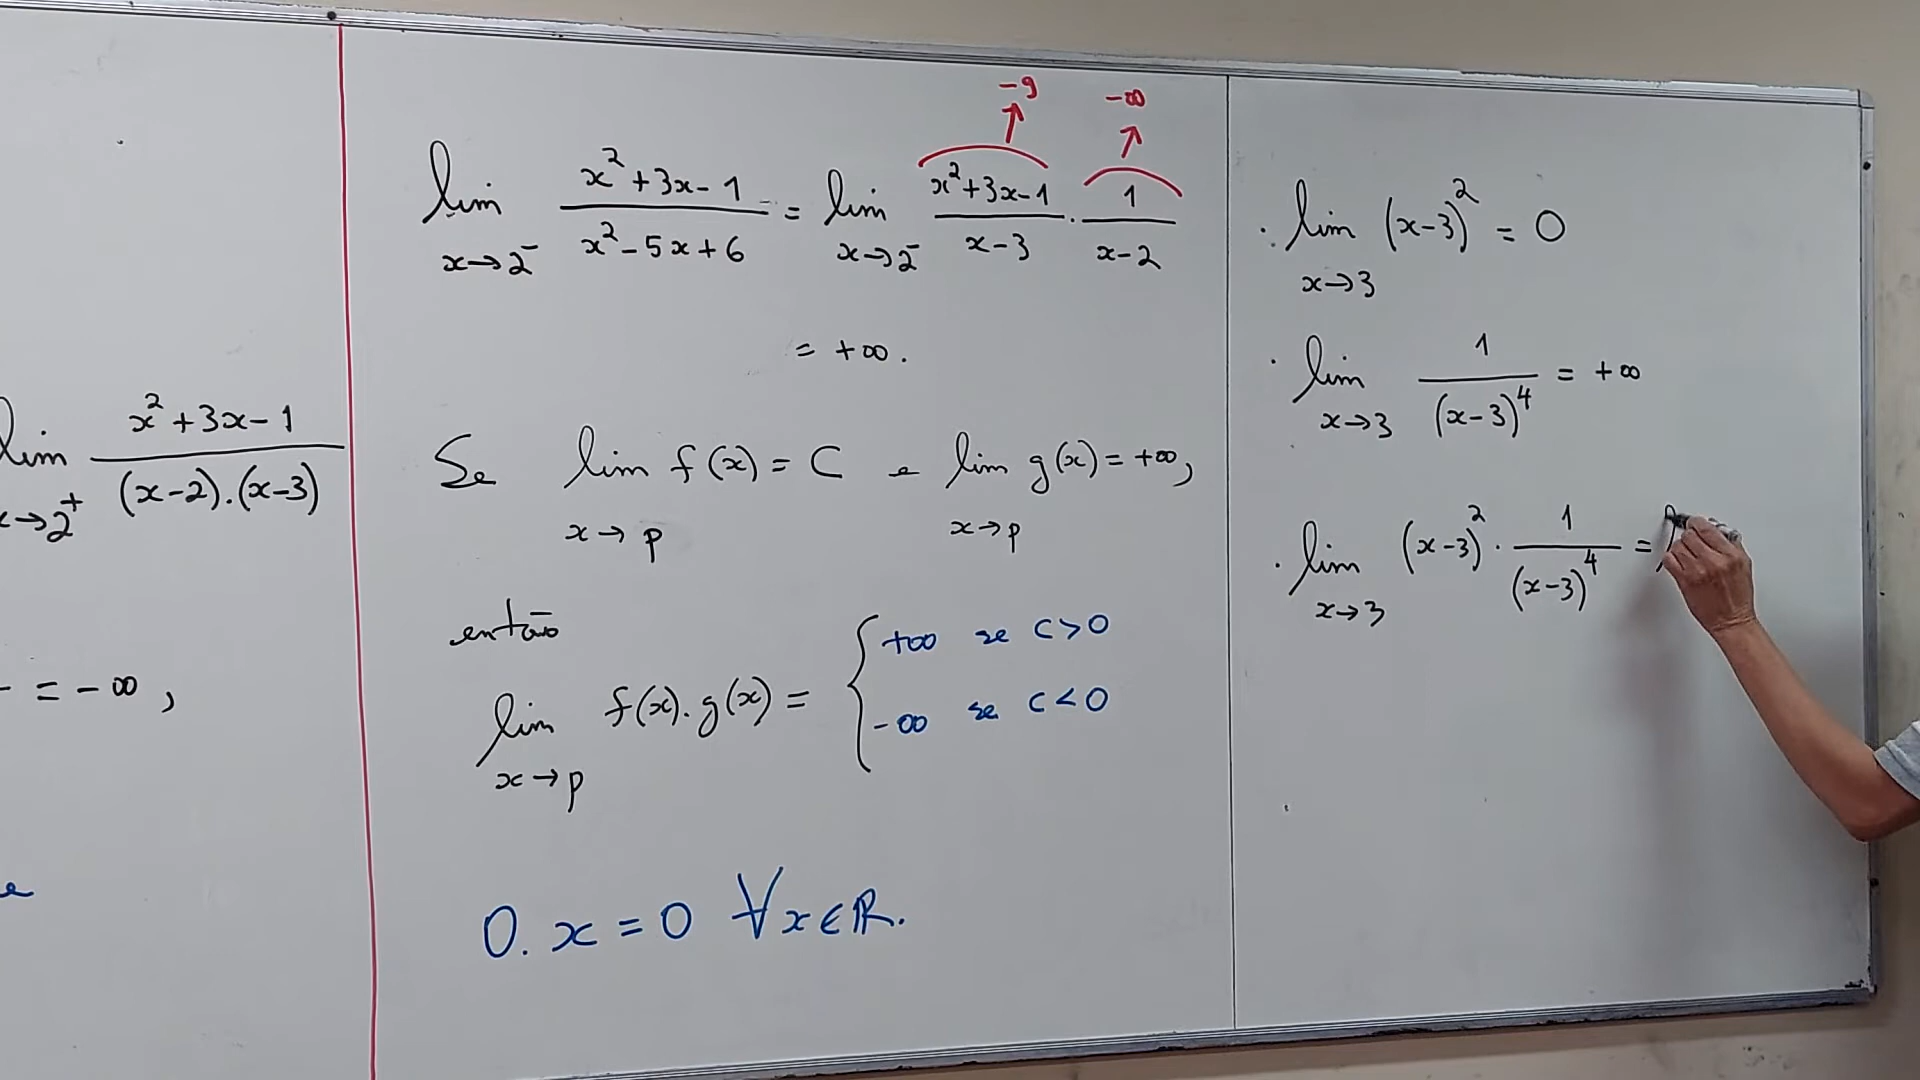 lim x→2⁺ (x²+3x-1)/((x-2).(x-3))
= -∞,
-9 -∞
lim x→2⁻ (x²+3x-1)/(x²-5x+6) = lim x→2⁻ (x²+3x-1)/(x-3) · 1/(x-2)
= +∞.
Se lim x→p f(x) = C e lim x→p g(x) = +∞,
então
lim x→p f(x).g(x) = { +∞ se C>0
-∞ se C<0
0.x = 0 ∀x∈ℝ.
· lim x→3 (x-3)² = 0
· lim x→3 1/(x-3)⁴ = +∞
· lim x→3 (x-3)² · 1/(x-3)⁴ =